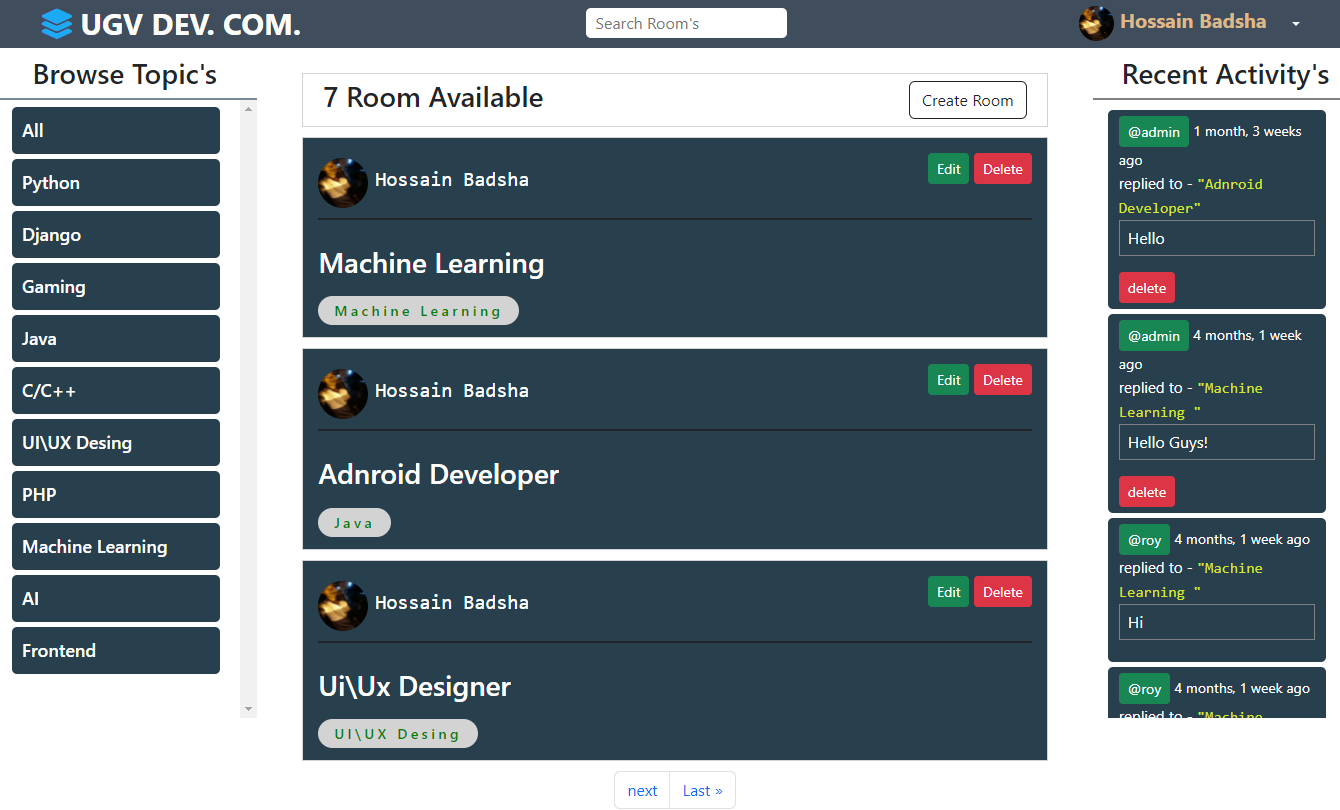 UGV DEV. COM.
Search Room's
Hossain Badsha
Browse Topic's
All
Python
Django
Gaming
Java
C/C++
UI\UX Desing
PHP
Machine Learning
AI
Frontend
7 Room Available
Create Room
Hossain Badsha
Edit Delete
Machine Learning
Machine Learning
Hossain Badsha
Edit Delete
Adnroid Developer
Java
Hossain Badsha
Edit Delete
Ui\Ux Designer
UI\UX Desing
next Last »
Recent Activity's
@admin 1 month, 3 weeks
ago
replied to - "Adnroid
Developer"
Hello
delete
@admin 4 months, 1 week
ago
replied to - "Machine
Learning "
Hello Guys!
delete
@roy 4 months, 1 week ago
replied to - "Machine
Learning "
Hi
@roy 4 months, 1 week ago
replied to - "Machine